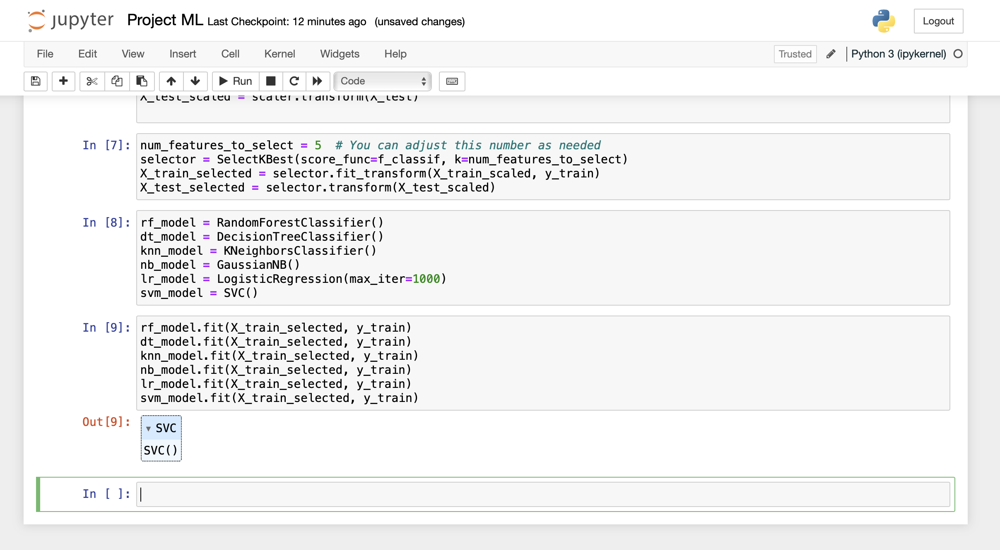 jupyter Project ML Last Checkpoint: 12 minutes ago (unsaved changes)
Logout
File Edit View Insert Cell Kernel Widgets Help
Trusted Python 3 (ipykernel)
Run Code
X_test_scaled = scaler.transform(X_test)
In [7]: num_features_to_select = 5  # You can adjust this number as needed
selector = SelectKBest(score_func=f_classif, k=num_features_to_select)
X_train_selected = selector.fit_transform(X_train_scaled, y_train)
X_test_selected = selector.transform(X_test_scaled)
In [8]: rf_model = RandomForestClassifier()
dt_model = DecisionTreeClassifier()
knn_model = KNeighborsClassifier()
nb_model = GaussianNB()
lr_model = LogisticRegression(max_iter=1000)
svm_model = SVC()
In [9]: rf_model.fit(X_train_selected, y_train)
dt_model.fit(X_train_selected, y_train)
knn_model.fit(X_train_selected, y_train)
nb_model.fit(X_train_selected, y_train)
lr_model.fit(X_train_selected, y_train)
svm_model.fit(X_train_selected, y_train)
Out[9]: ▾ SVC
SVC()
In [ ]: